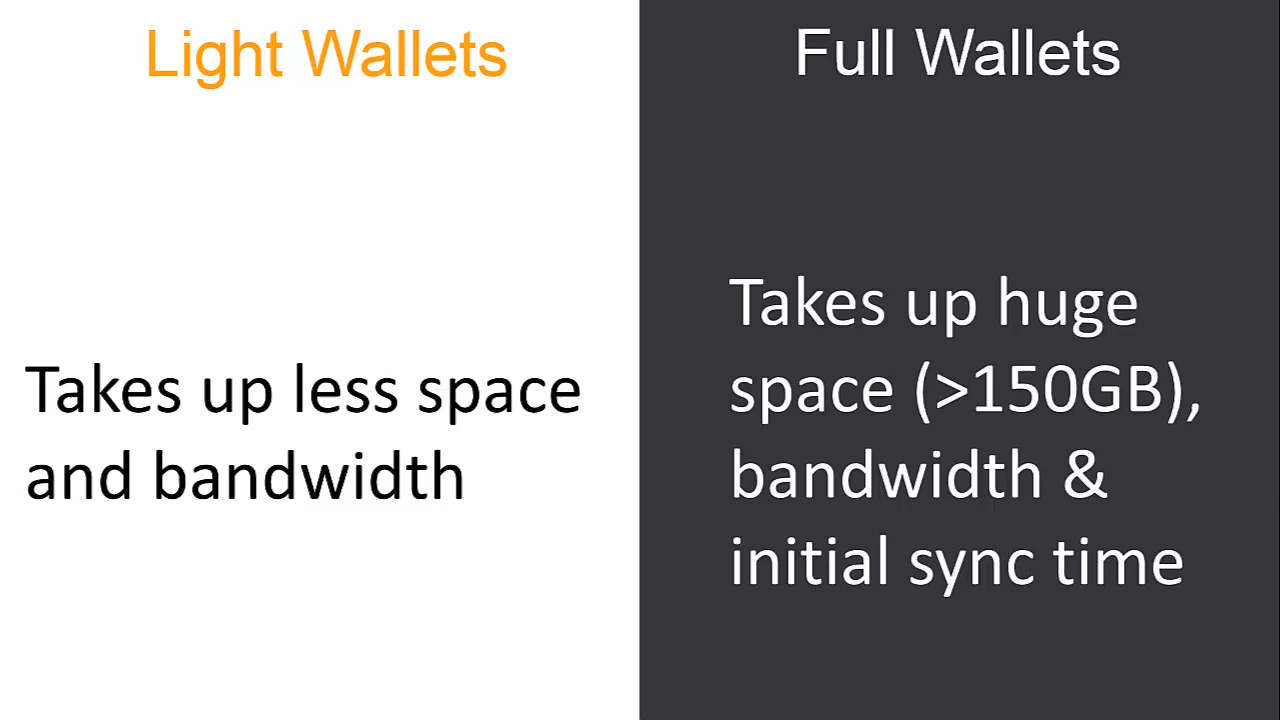 Light Wallets
Takes up less space
and bandwidth
Full Wallets
Takes up huge
space (>150GB),
bandwidth &
initial sync time